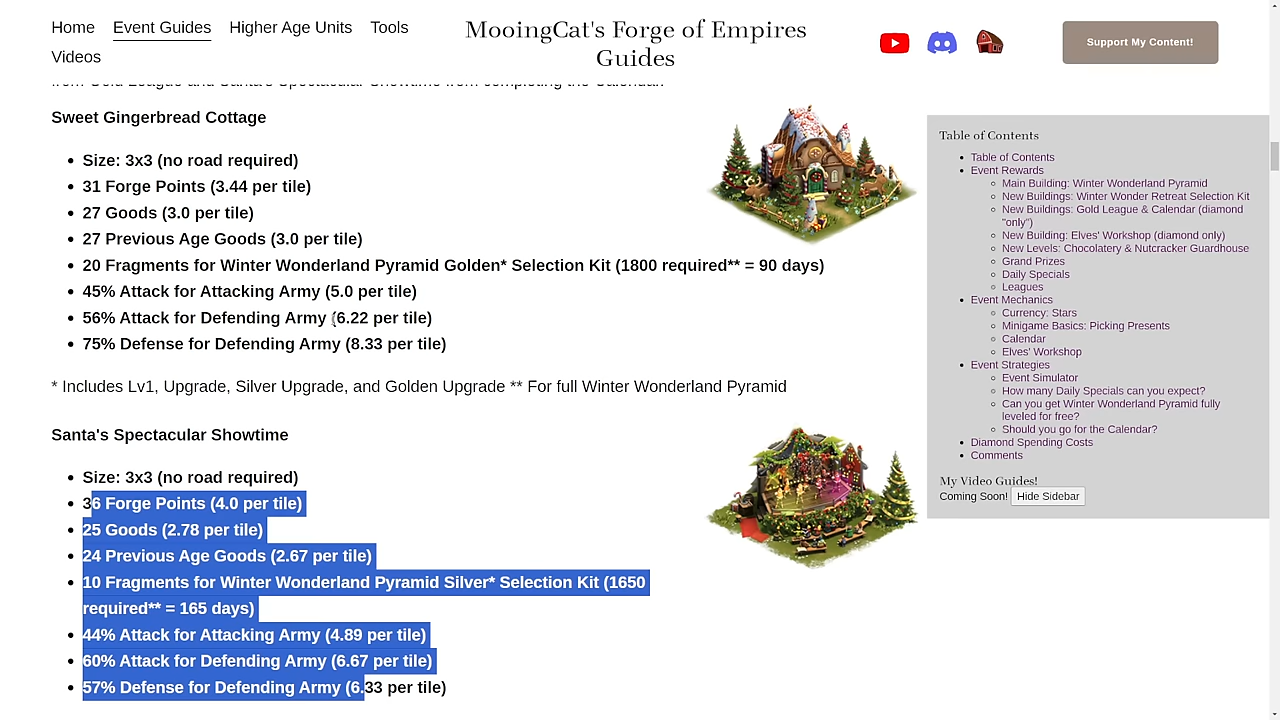 Home Event Guides Higher Age Units Tools
Videos
MooingCat's Forge of Empires
Guides
Support My Content!
from Gold League and Santa's Spectacular Showtime from completing the Calendar.
Sweet Gingerbread Cottage
Size: 3x3 (no road required)
31 Forge Points (3.44 per tile)
27 Goods (3.0 per tile)
27 Previous Age Goods (3.0 per tile)
20 Fragments for Winter Wonderland Pyramid Golden* Selection Kit (1800 required** = 90 days)
45% Attack for Attacking Army (5.0 per tile)
56% Attack for Defending Army (6.22 per tile)
75% Defense for Defending Army (8.33 per tile)
* Includes Lv1, Upgrade, Silver Upgrade, and Golden Upgrade ** For full Winter Wonderland Pyramid
Santa's Spectacular Showtime
Size: 3x3 (no road required)
36 Forge Points (4.0 per tile)
25 Goods (2.78 per tile)
24 Previous Age Goods (2.67 per tile)
10 Fragments for Winter Wonderland Pyramid Silver* Selection Kit (1650
required** = 165 days)
44% Attack for Attacking Army (4.89 per tile)
60% Attack for Defending Army (6.67 per tile)
57% Defense for Defending Army (6.33 per tile)
Table of Contents
Table of Contents
Event Rewards
Main Building: Winter Wonderland Pyramid
New Buildings: Winter Wonder Retreat Selection Kit
New Buildings: Gold League & Calendar (diamond
"only")
New Building: Elves' Workshop (diamond only)
New Levels: Chocolatery & Nutcracker Guardhouse
Grand Prizes
Daily Specials
Leagues
Event Mechanics
Currency: Stars
Minigame Basics: Picking Presents
Calendar
Elves' Workshop
Event Strategies
Event Simulator
How many Daily Specials can you expect?
Can you get Winter Wonderland Pyramid fully
leveled for free?
Should you go for the Calendar?
Diamond Spending Costs
Comments
My Video Guides!
Coming Soon! Hide Sidebar